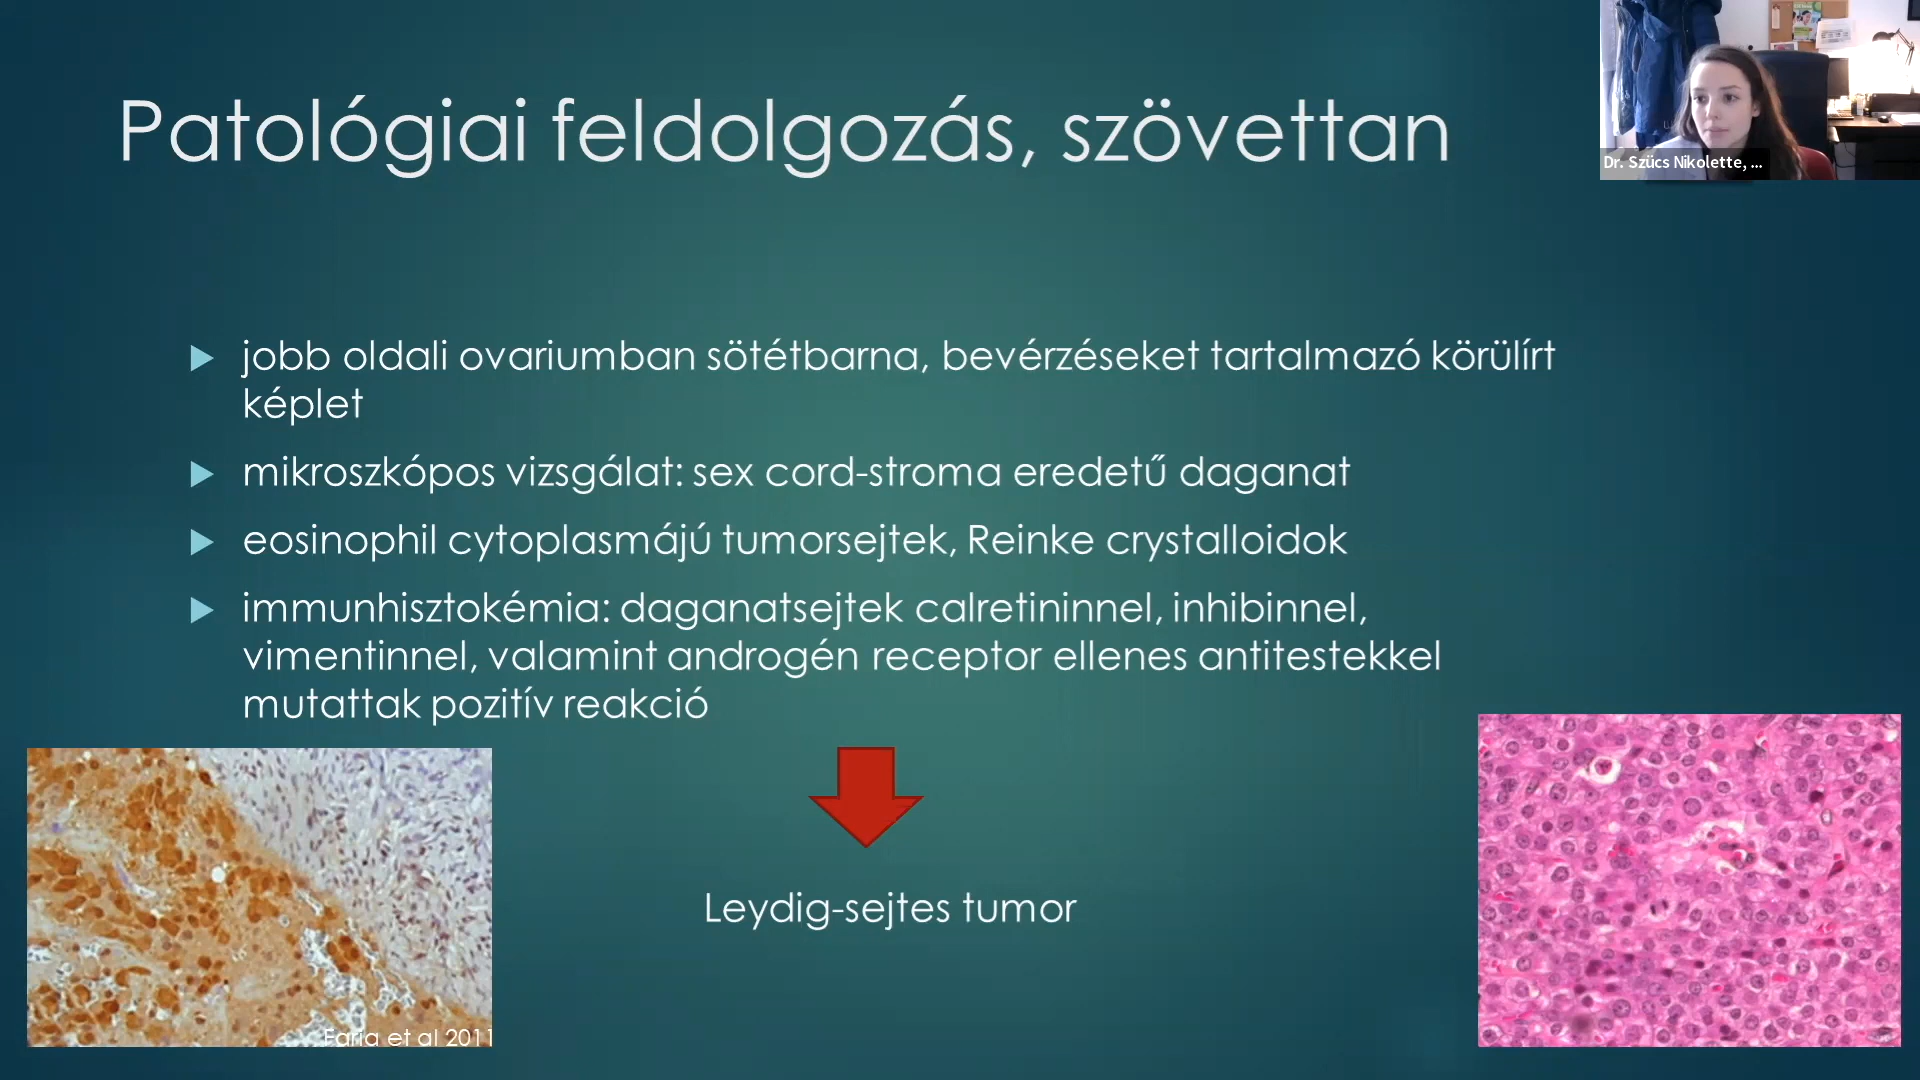 Patológiai feldolgozás, szövettan
Dr. Szücs Nikolette, ...
jobb oldali ovariumban sötétbarna, bevérzéseket tartalmazó körülírt
képlet
mikroszkópos vizsgálat: sex cord-stroma eredetű daganat
eosinophil cytoplasmájú tumorsejtek, Reinke crystalloidok
immunhisztokémia: daganatsejtek calretininnel, inhibinnel,
vimentinnel, valamint androgén receptor ellenes antitestekkel
mutattak pozitív reakció
Leydig-sejtes tumor
Faria et al 2011